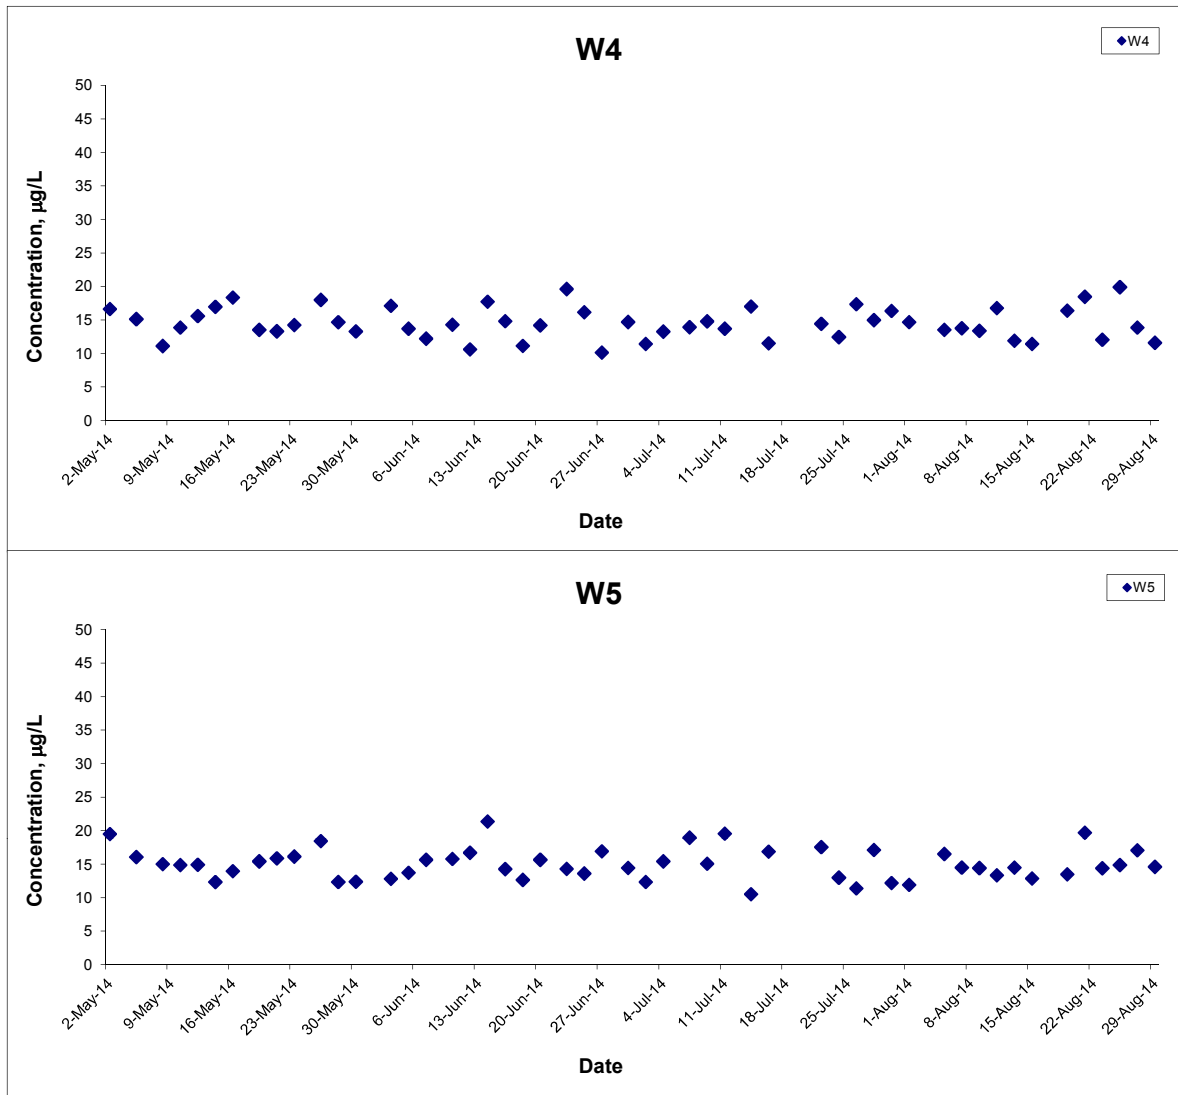 W4
W4
50
45
40
35
30
25
20
15
10
5
0
Concentration, µg/L
2-May-14
9-May-14
16-May-14
23-May-14
30-May-14
6-Jun-14
13-Jun-14
20-Jun-14
27-Jun-14
4-Jul-14
11-Jul-14
18-Jul-14
25-Jul-14
1-Aug-14
8-Aug-14
15-Aug-14
22-Aug-14
29-Aug-14
Date
W5
W5
50
45
40
35
30
25
20
15
10
5
0
Concentration, µg/L
2-May-14
9-May-14
16-May-14
23-May-14
30-May-14
6-Jun-14
13-Jun-14
20-Jun-14
27-Jun-14
4-Jul-14
11-Jul-14
18-Jul-14
25-Jul-14
1-Aug-14
8-Aug-14
15-Aug-14
22-Aug-14
29-Aug-14
Date